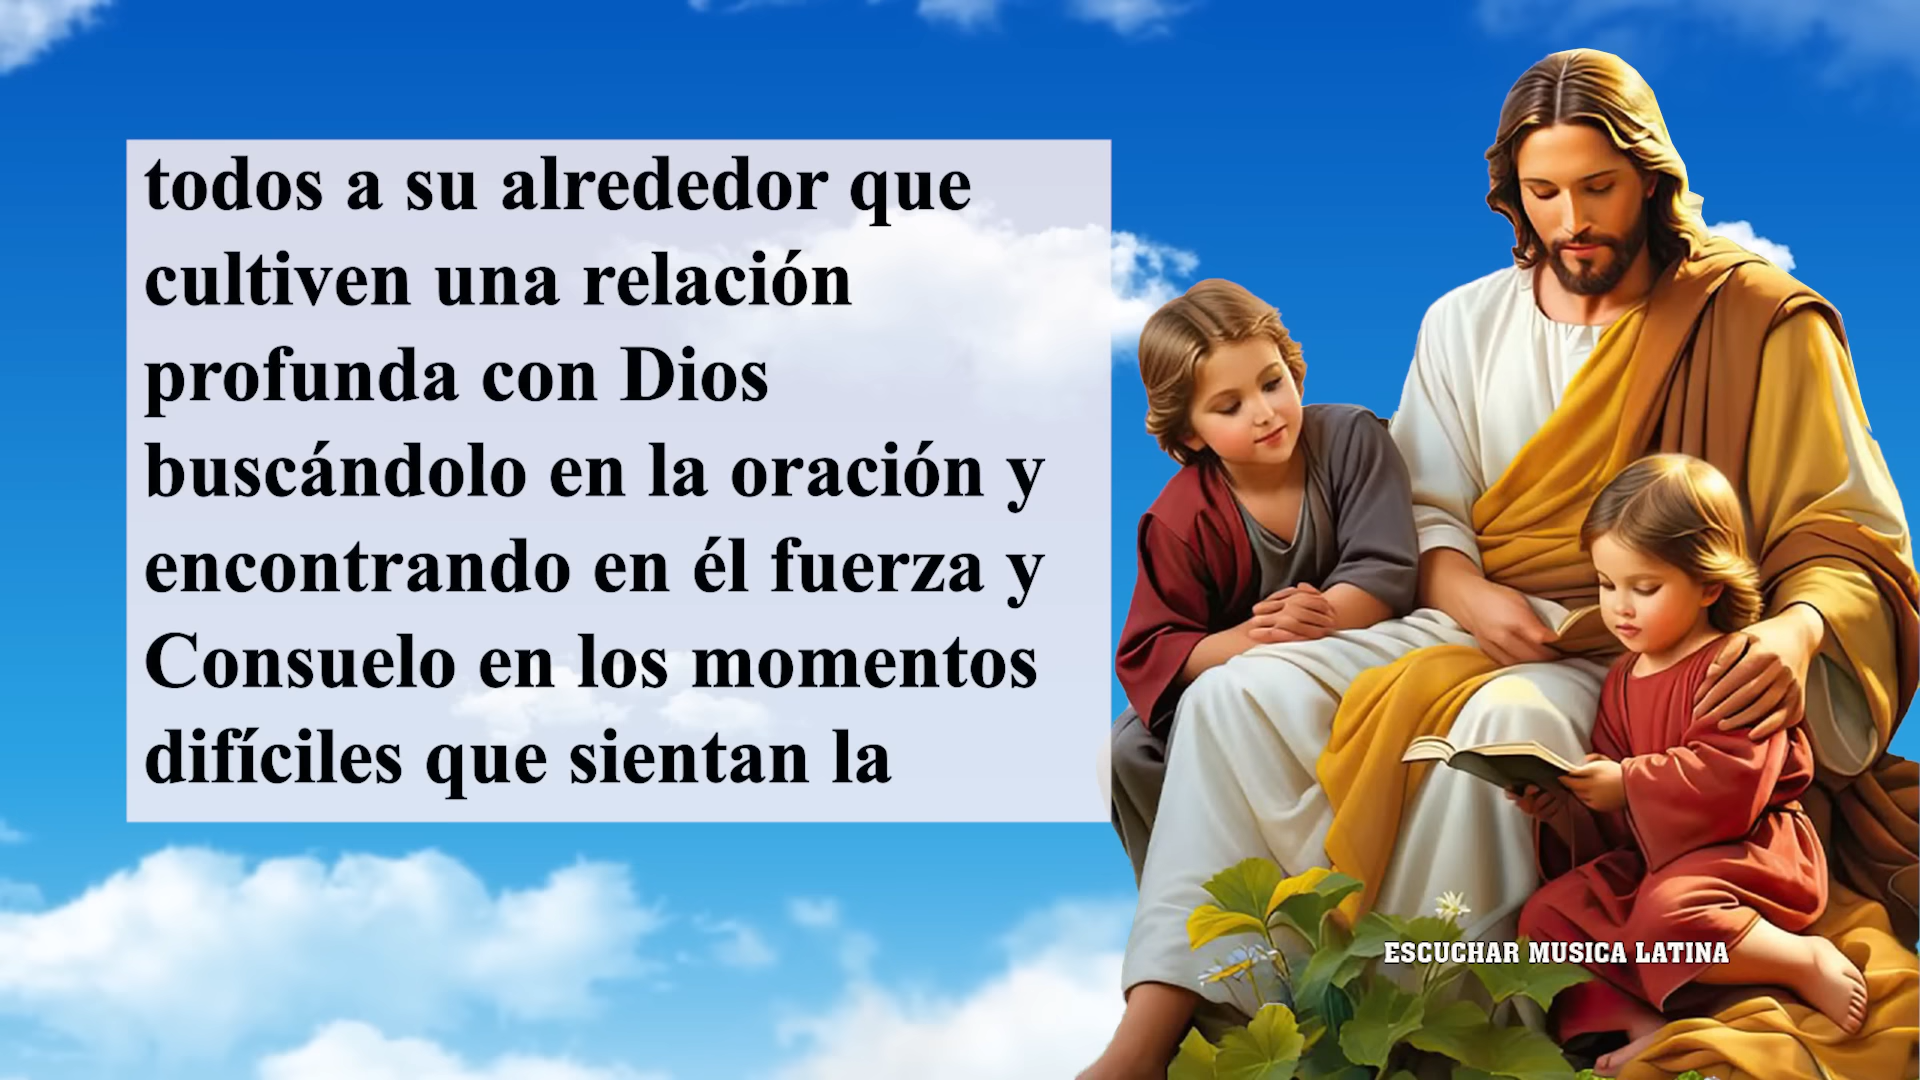 todos a su alrededor que
cultiven una relación
profunda con Dios
buscándolo en la oración y
encontrando en él fuerza y
Consuelo en los momentos
difíciles que sientan la
ESCUCHAR MUSICA LATINA